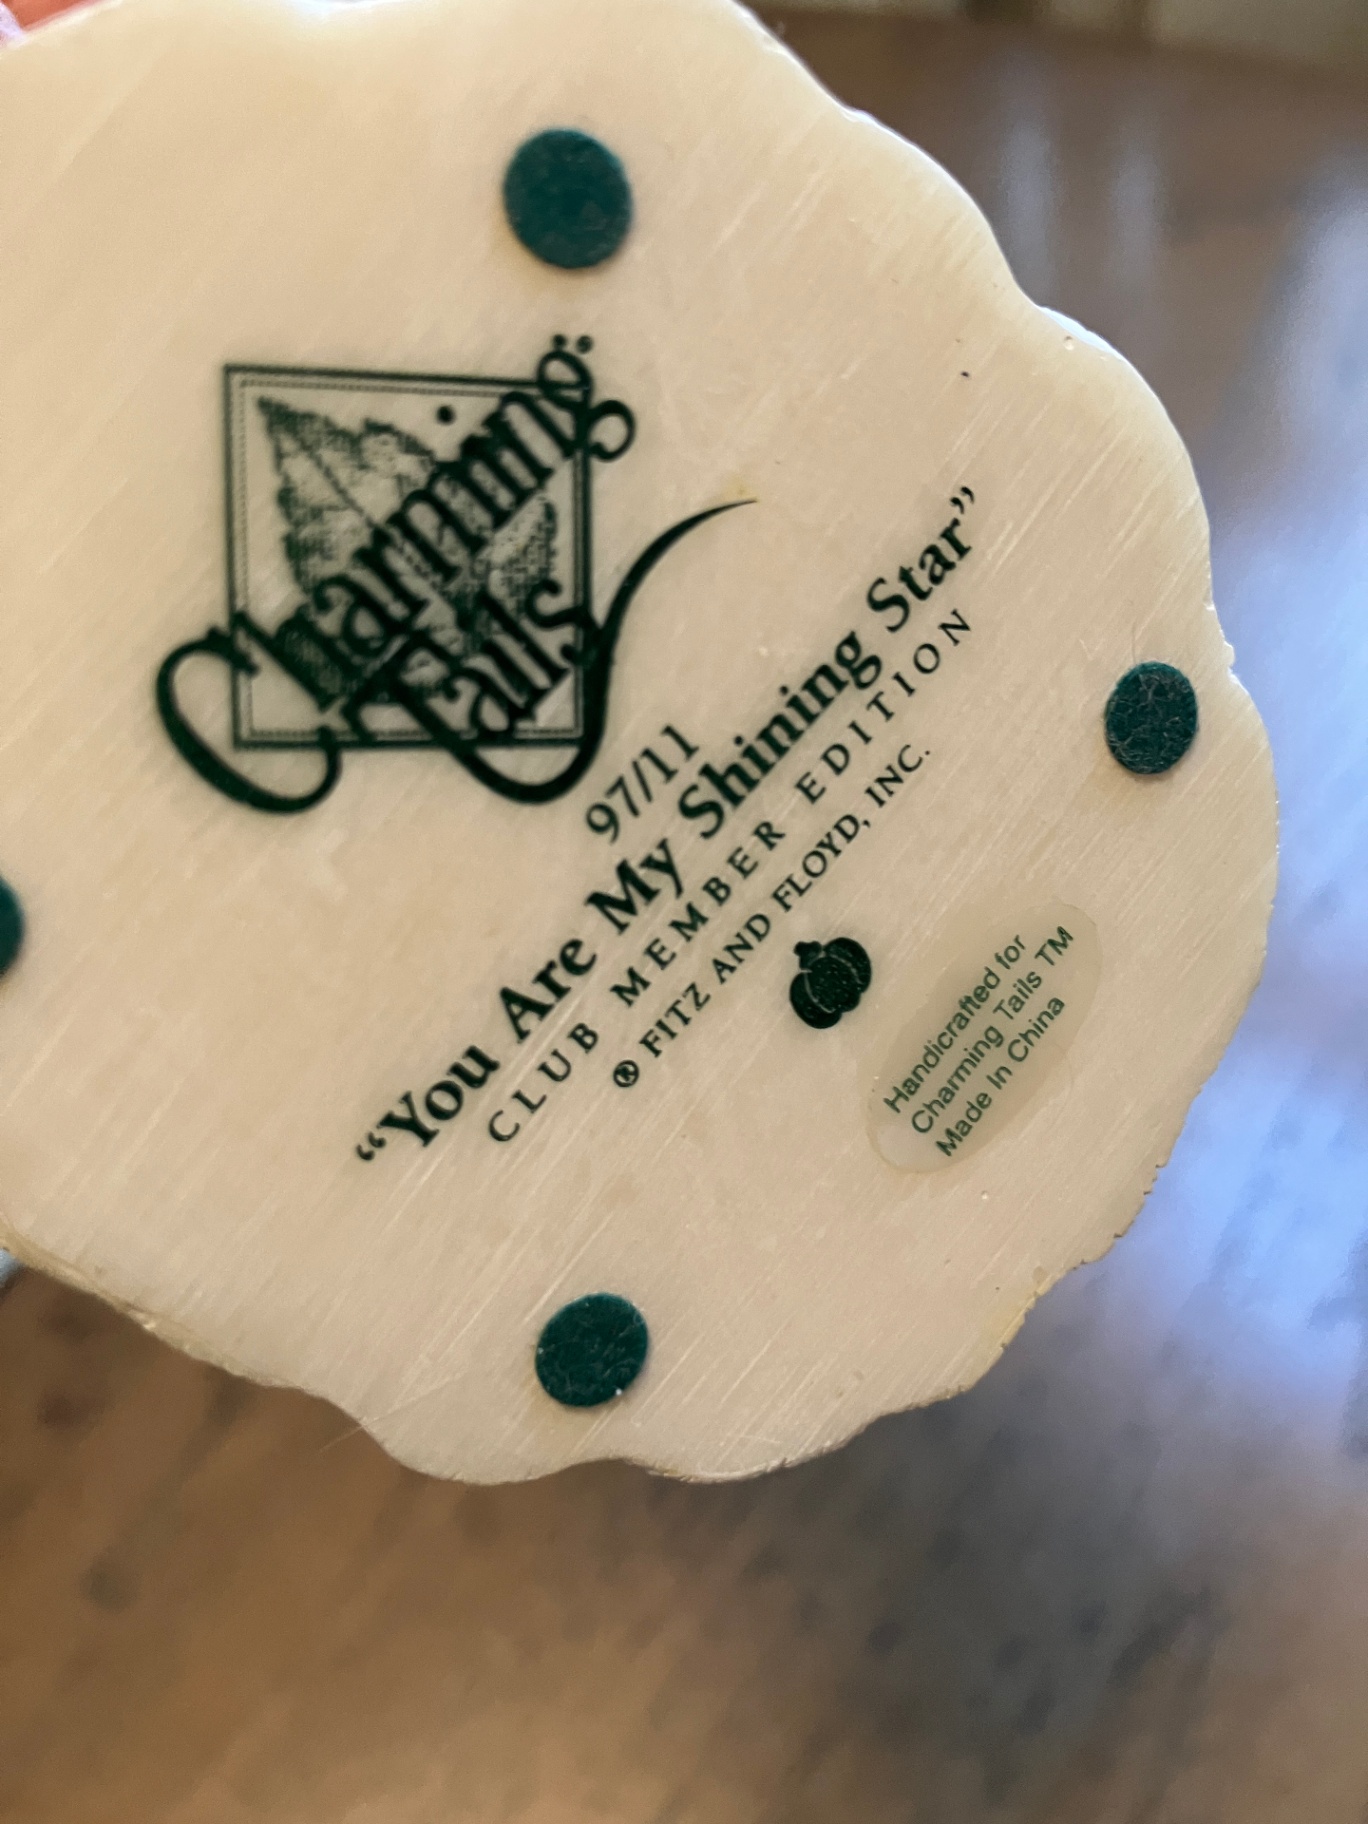 Charming
Tails
97/11
“You Are My Shining Star”
CLUB MEMBER EDITION
® FITZ AND FLOYD, INC.
Handicrafted for
Charming Tails TM
Made In China